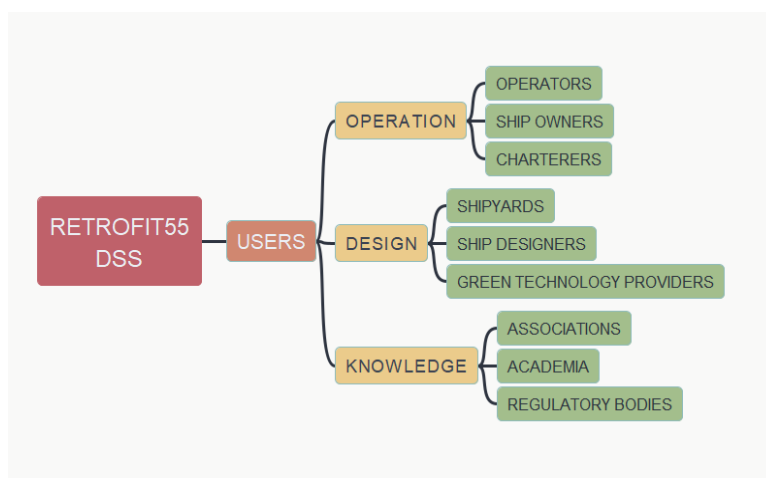 RETROFIT55
DSS
USERS
OPERATION
OPERATORS
SHIP OWNERS
CHARTERERS
DESIGN
SHIPYARDS
SHIP DESIGNERS
GREEN TECHNOLOGY PROVIDERS
KNOWLEDGE
ASSOCIATIONS
ACADEMIA
REGULATORY BODIES